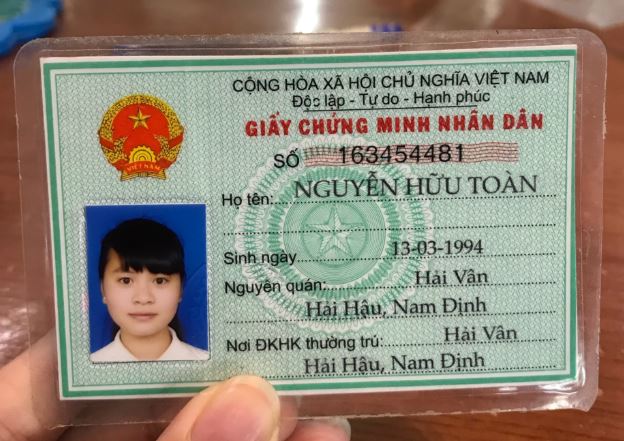 CỘNG HÒA XÃ HỘI CHỦ NGHĨA VIỆT NAM
Độc lập - Tự do - Hạnh phúc
GIẤY CHỨNG MINH NHÂN DÂN
SỐ 163454481
Họ tên: NGUYỄN HỮU TOÀN
Sinh ngày 13-03-1994
Nguyên quán: Hải Vân
Hải Hậu, Nam Định
Nơi ĐKHK thường trú: Hải Vân
Hải Hậu, Nam Định
VIỆT NAM